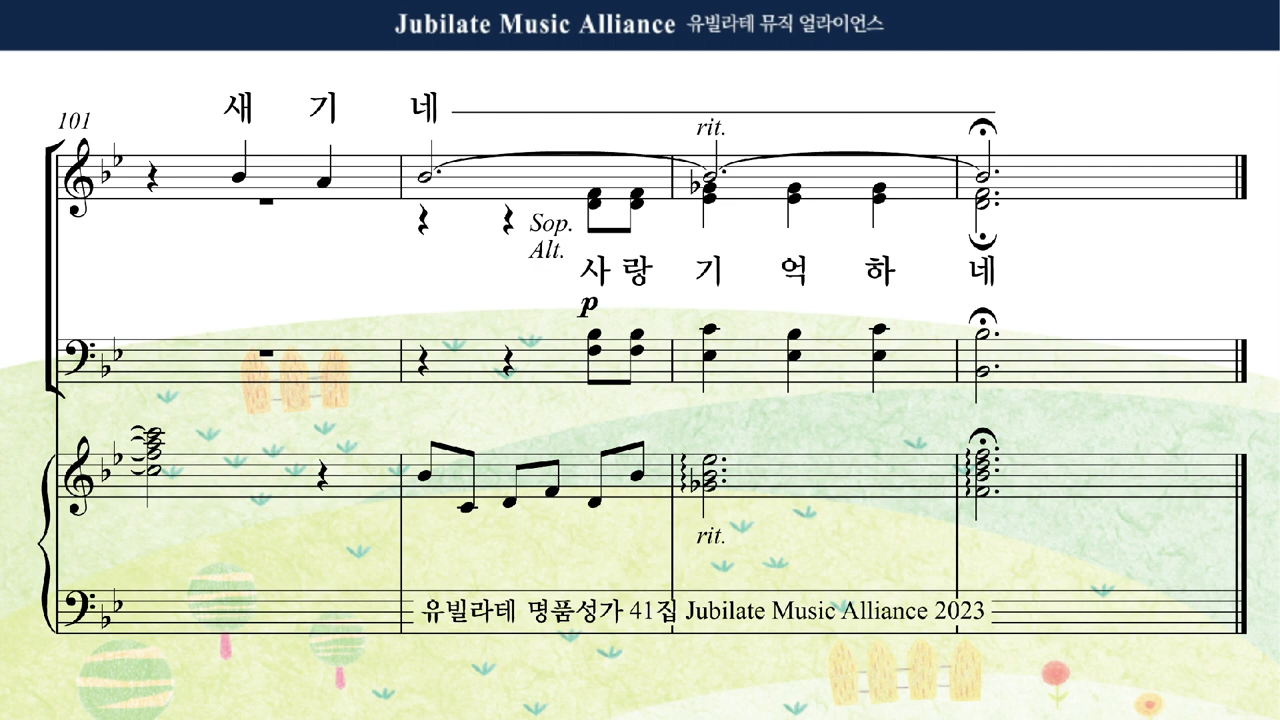 Jubilate Music Alliance 유빌라테 뮤직 얼라이언스
101
새 기 네
rit.
Sop.
Alt.
사 랑 기 억 하 네
p
rit.
유빌라테 명품성가 41집 Jubilate Music Alliance 2023